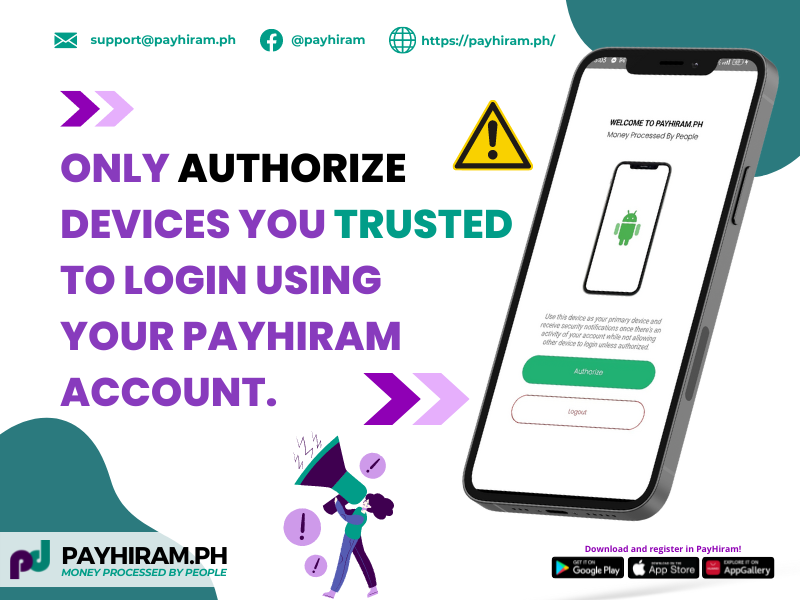 support@payhiram.ph
@payhiram
https://payhiram.ph/
ONLY AUTHORIZE
DEVICES YOU TRUSTED
TO LOGIN USING
YOUR PAYHIRAM
ACCOUNT.
WELCOME TO PAYHIRAM.PH
Money Processed By People
Use this device as your primary device and
receive security notifications once there's an
activity of your account while not allowing
other device to login unless authorized.
Authorize
Logout
PAYHIRAM.PH
MONEY PROCESSED BY PEOPLE
Download and register in PayHiram!
GET IT ON
Google Play
Download on the
App Store
EXPLORE IT ON
AppGallery